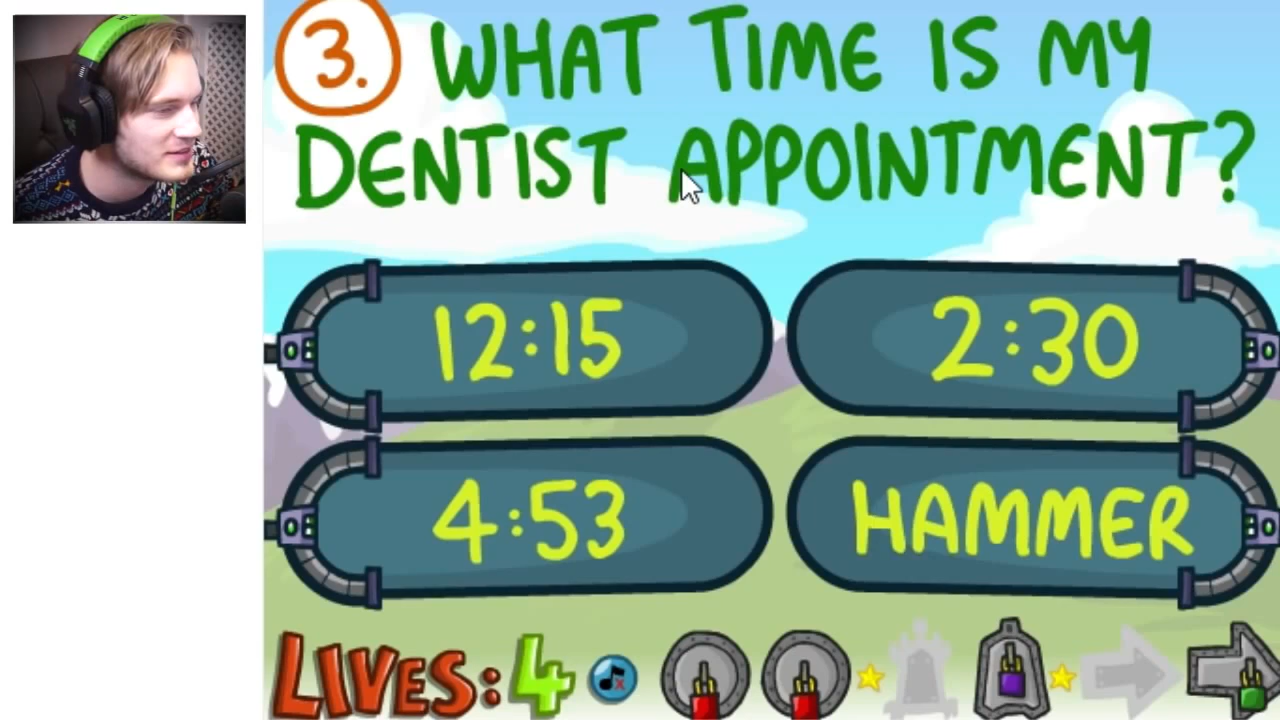 3. WHAT TIME IS MY
DENTIST APPOINTMENT?
12:15
2:30
4:53
HAMMER
LIVES: 4